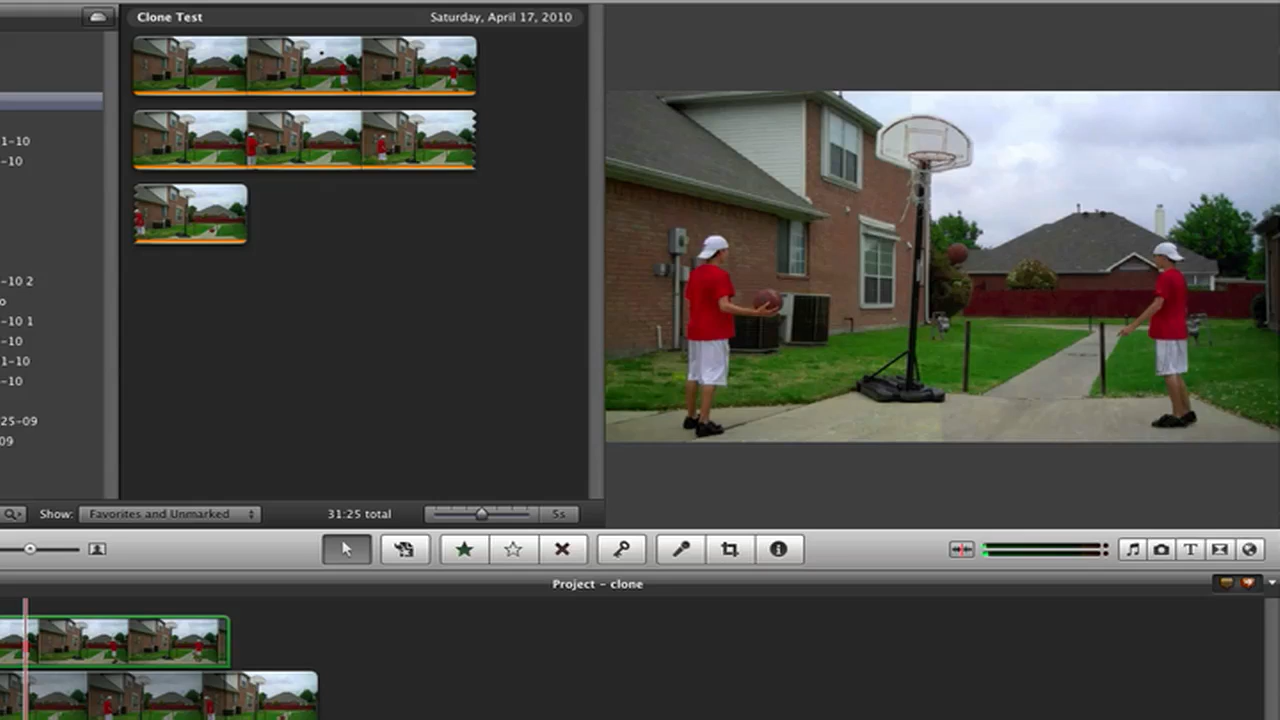 Clone Test
Saturday, April 17, 2010
1-10
-10
-10 2
o
-10 1
-10
1-10
-10
25-09
09
Show:
Favorites and Unmarked
31:25 total
5s
T
Project - clone